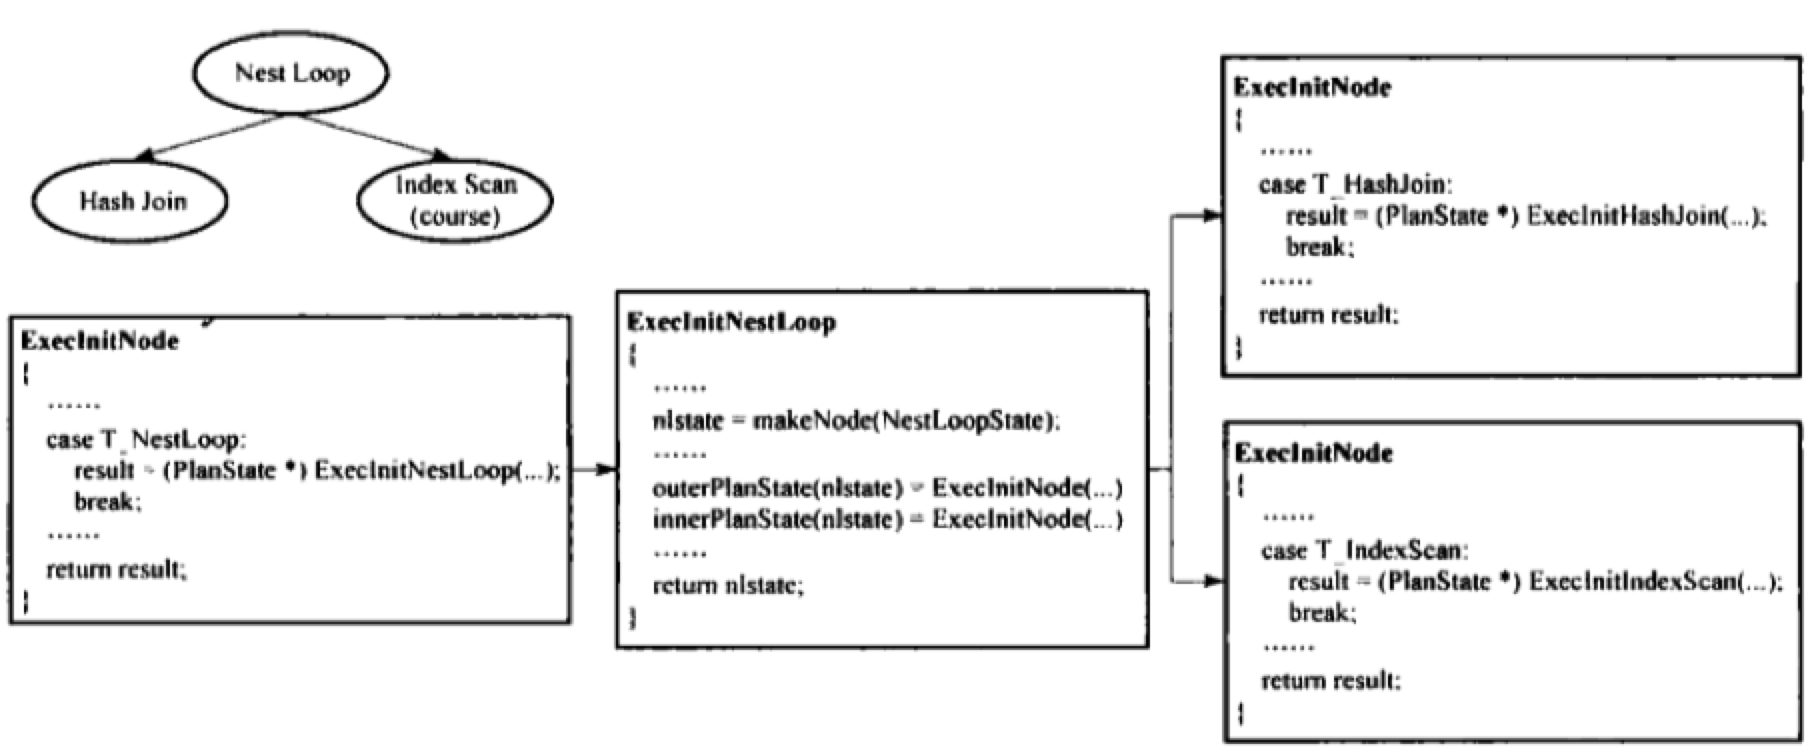 Nest Loop
Hash Join
Index Scan
(course)
ExecInitNode
{
......
case T_NestLoop:
result = (PlanState *) ExecInitNestLoop(...);
break;
......
return result;
}
ExecInitNestLoop
{
......
nlstate = makeNode(NestLoopState);
......
outerPlanState(nlstate) = ExecInitNode(...)
innerPlanState(nlstate) = ExecInitNode(...)
......
return nlstate;
}
ExecInitNode
{
......
case T_HashJoin:
result = (PlanState *) ExecInitHashJoin(...);
break;
......
return result;
}
ExecInitNode
{
......
case T_IndexScan:
result = (PlanState *) ExecInitIndexScan(...);
break;
......
return result;
}